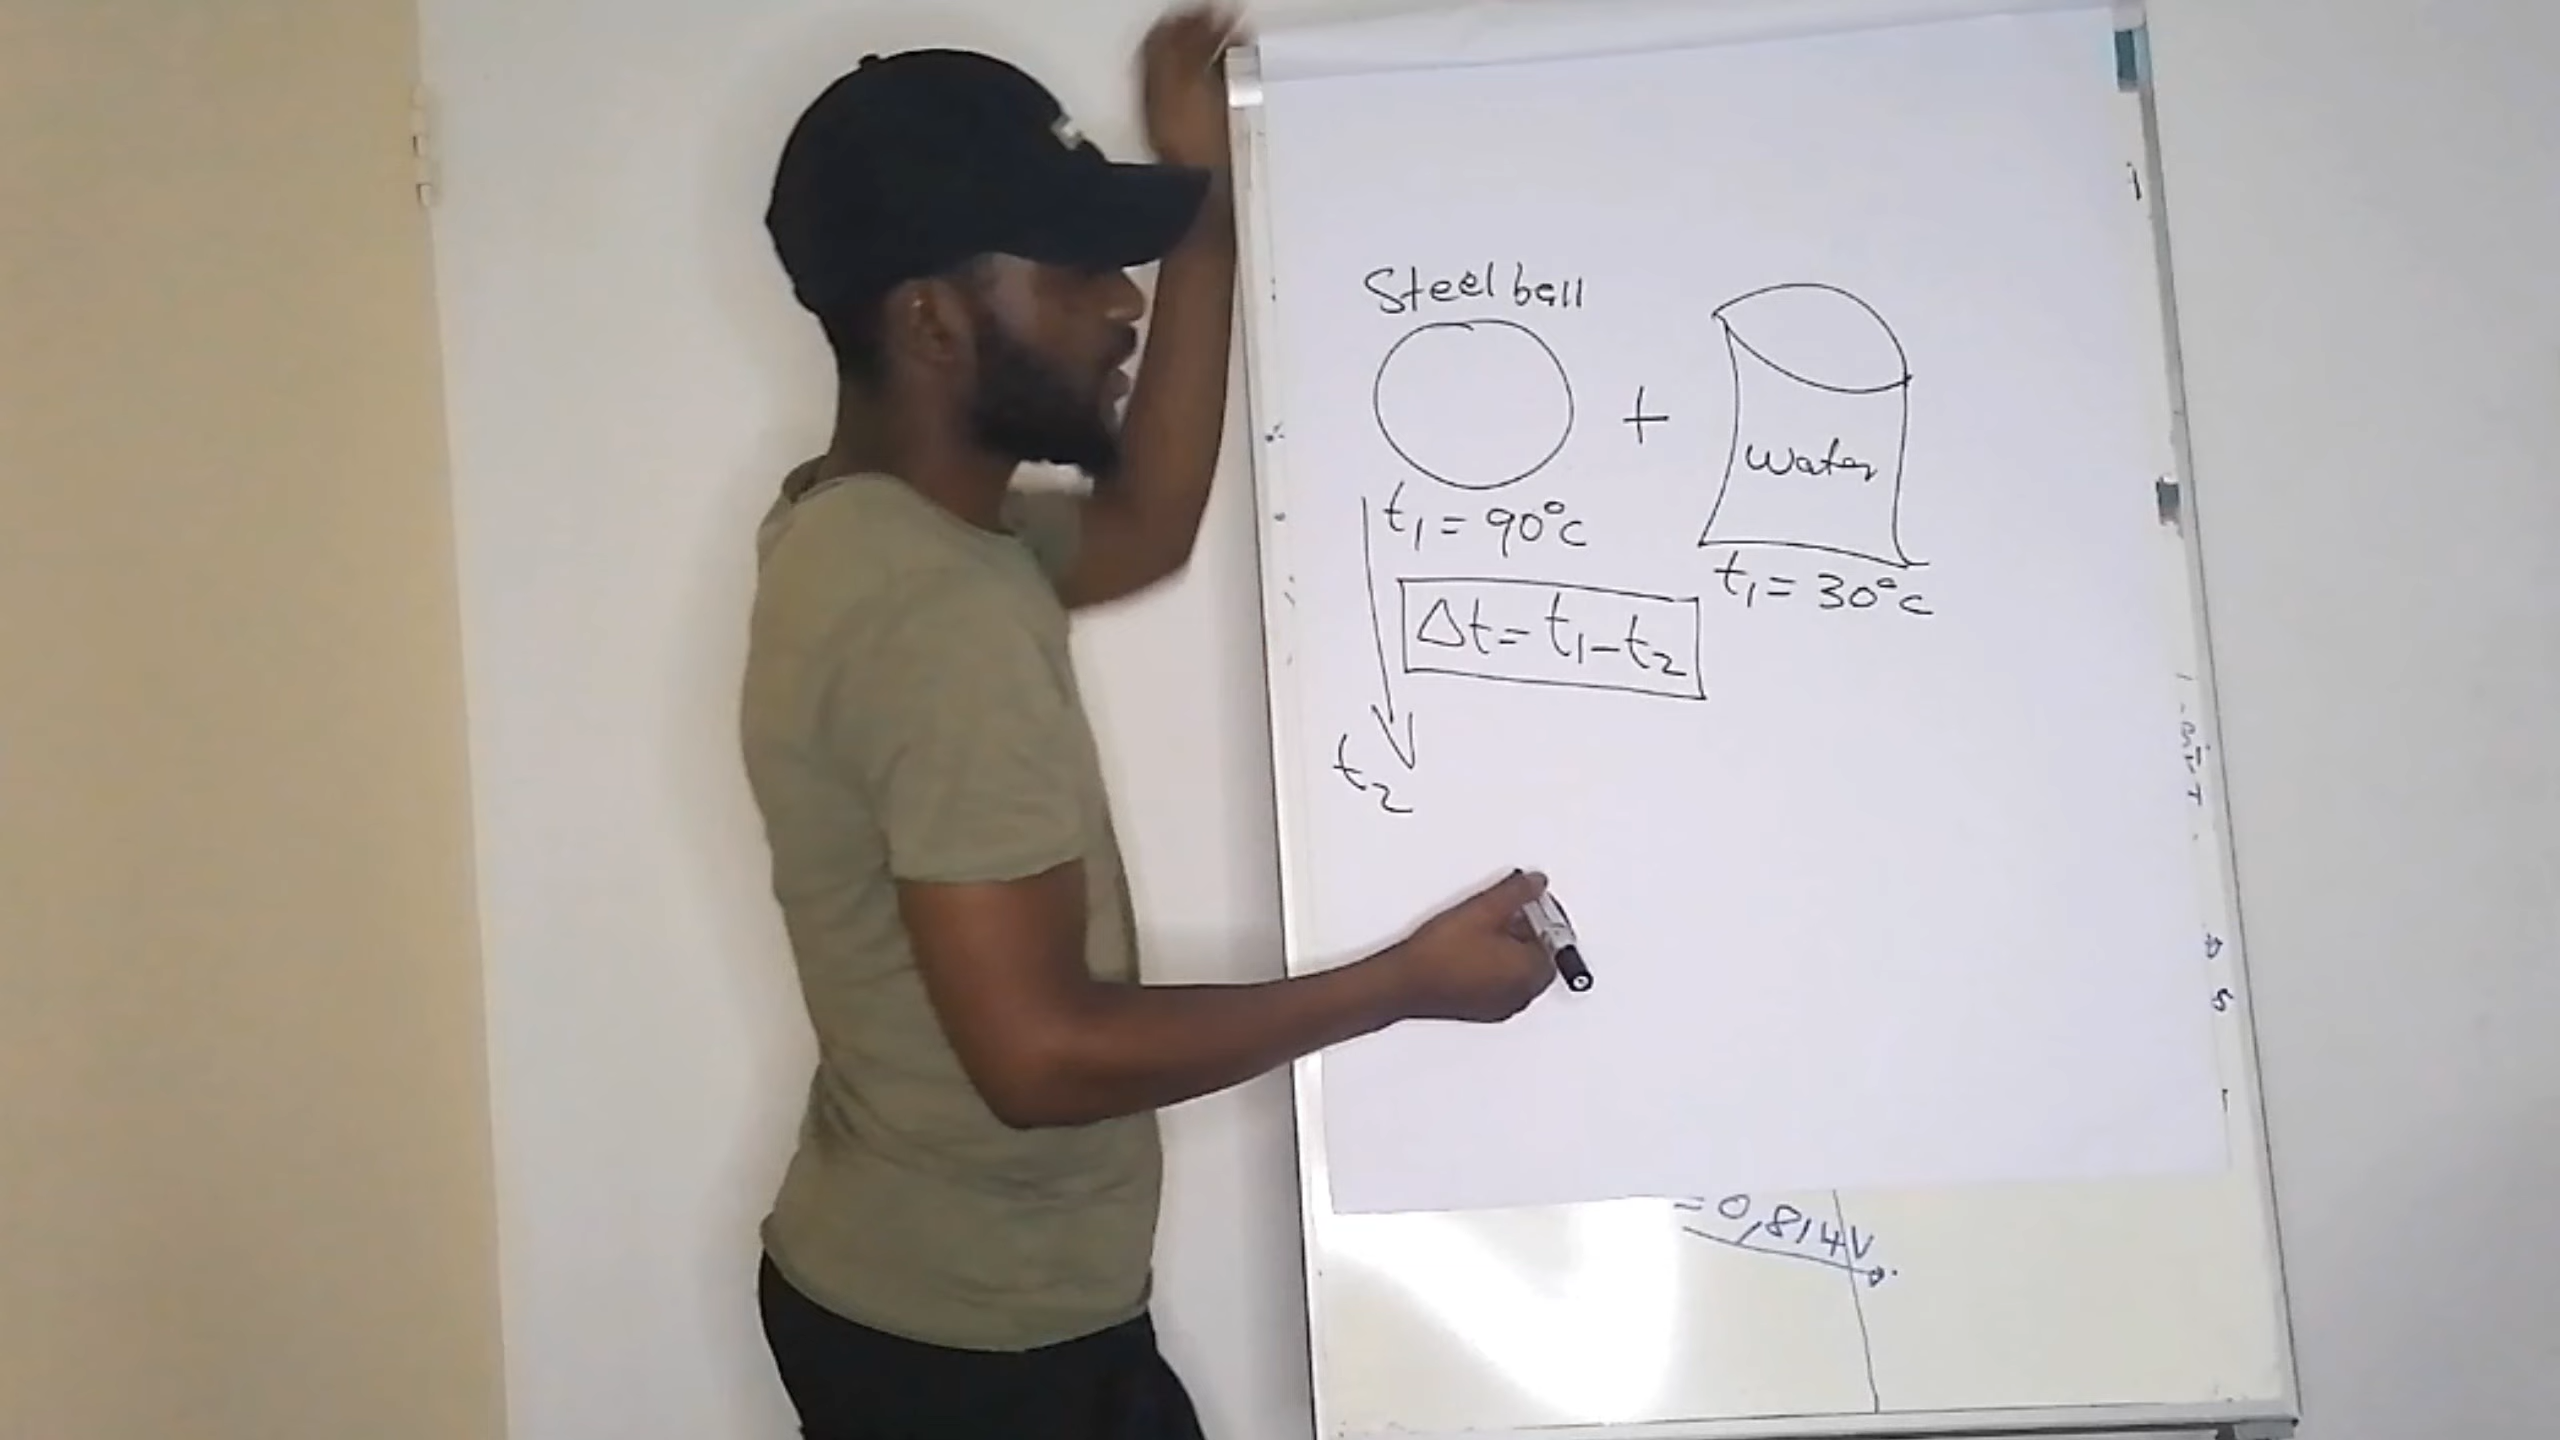 Steel ball
+
water
t₁ = 90°C
t₁ = 30°C
Δt = t₁ - t₂
t₂
= 0,814V